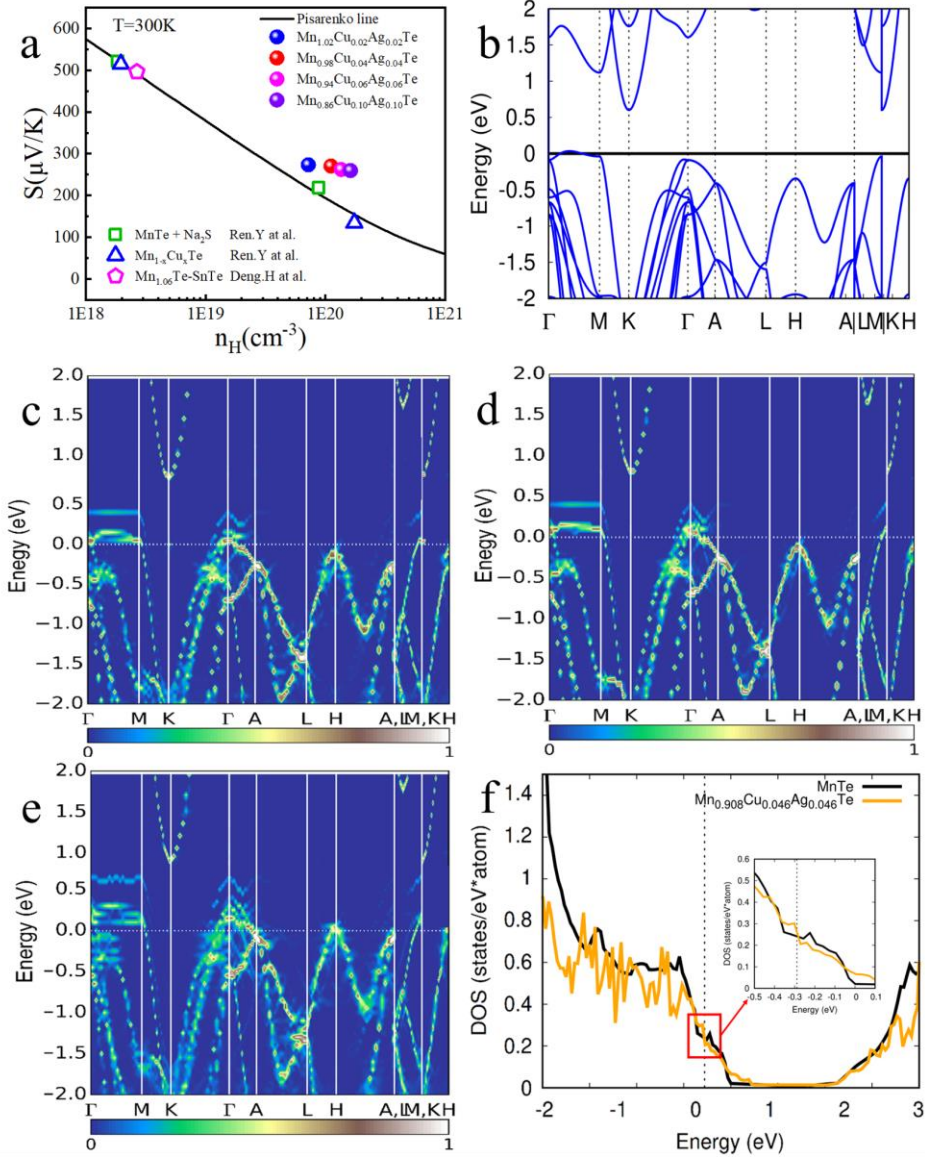 a
T=300K
Pisarenko line
Mn1.02Cu0.02Ag0.02Te
Mn0.98Cu0.04Ag0.04Te
Mn0.94Cu0.06Ag0.06Te
Mn0.86Cu0.10Ag0.10Te
600
500
400
300
200
100
0
S(μV/K)
MnTe + Na2S Ren.Y at al.
Mn1-xCuxTe Ren.Y at al.
Mn1.06Te-SnTe Deng.H at al.
1E18 1E19 1E20 1E21
nH(cm-3)
b
2
1.5
1
0.5
0
-0.5
-1
-1.5
-2
Energy (eV)
Γ M K Γ A L H A|LM|KH
c
2.0
1.5
1.0
0.5
0.0
−0.5
−1.0
−1.5
−2.0
Energy (eV)
Γ M K Γ A L H A,LM,KH
0 1
d
2.0
1.5
1.0
0.5
0.0
−0.5
−1.0
−1.5
−2.0
Energy (eV)
Γ M K Γ A L H A,LM,KH
0 1
e
2.0
1.5
1.0
0.5
0.0
−0.5
−1.0
−1.5
−2.0
Energy (eV)
Γ M K Γ A L H A,LM,KH
0 1
f
MnTe
Mn0.908Cu0.046Ag0.046Te
1.4
1.2
1
0.8
0.6
0.4
0.2
0
DOS (states/eV*atom)
0.6
0.5
0.4
0.3
0.2
0.1
0
DOS (states/eV*atom)
-0.5 -0.4 -0.3 -0.2 -0.1 0 0.1
Energy (eV)
-2 -1 0 1 2 3
Energy (eV)